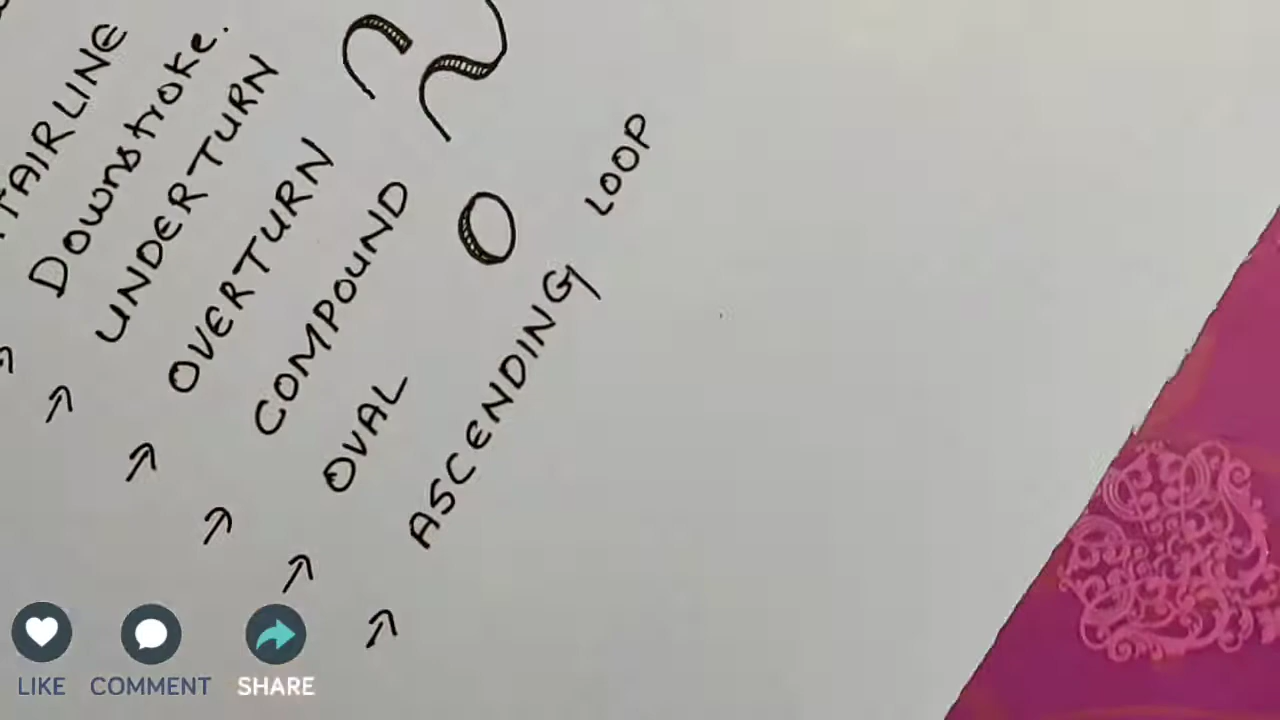 HAIRLINE
Downstroke.
→ UNDERTURN
→ OVERTURN
→ COMPOUND
→ OVAL
→ ASCENDING LOOP
LIKE
COMMENT
SHARE